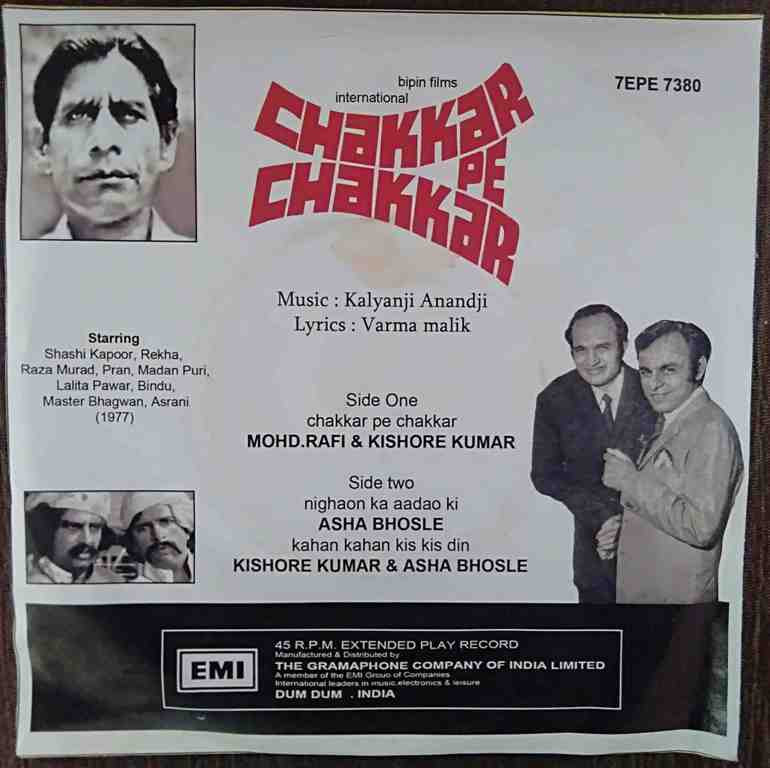 bipin films
international
CHAKKAR
PE
CHAKKAR
7EPE 7380
Music : Kalyanji Anandji
Lyrics : Varma malik
Starring
Shashi Kapoor, Rekha,
Raza Murad, Pran, Madan Puri,
Lalita Pawar, Bindu,
Master Bhagwan, Asrani
(1977)
Side One
chakkar pe chakkar
MOHD.RAFI & KISHORE KUMAR
Side two
nighaon ka aadao ki
ASHA BHOSLE
kahan kahan kis kis din
KISHORE KUMAR & ASHA BHOSLE
EMI
45 R.P.M. EXTENDED PLAY RECORD
Manufactured & Distributed by
THE GRAMAPHONE COMPANY OF INDIA LIMITED
A member of the EMI Group of Companies
International leaders in music,electronics & leisure
DUM DUM . INDIA